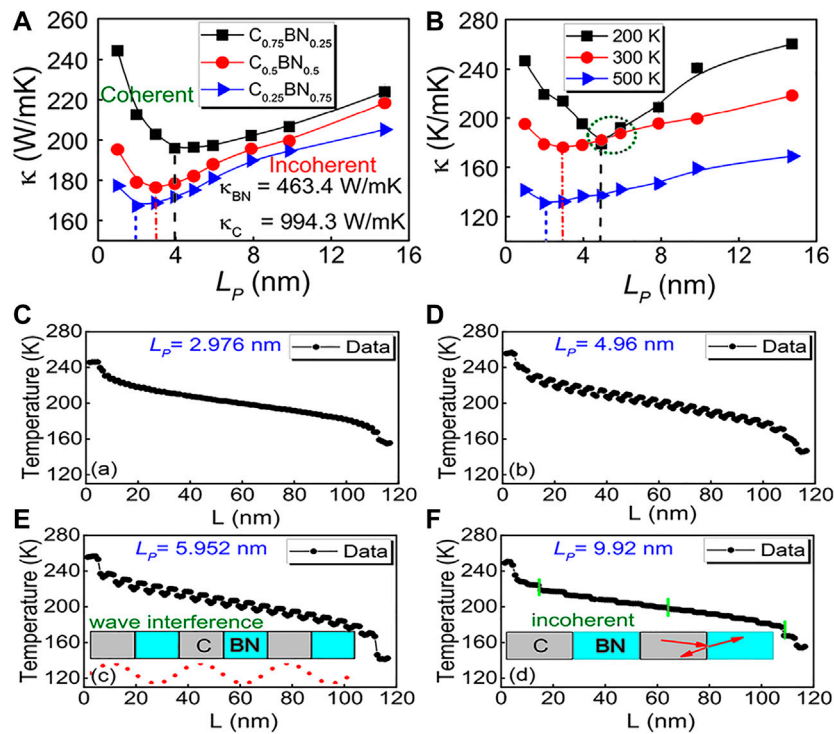 A
260
240
220
200
180
160
κ (W/mK)
C0.75BN0.25
C0.5BN0.5
C0.25BN0.75
Coherent
Incoherent
κBN = 463.4 W/mK
κC = 994.3 W/mK
0 4 8 12 16
LP (nm)
B
280
240
200
160
130
100
κ (K/mK)
200 K
300 K
500 K
0 4 8 12 16
LP (nm)
C
280
240
200
160
110
Temperature (K)
LP= 2.976 nm
Data
(a)
0 20 40 60 80 100 120
L (nm)
D
280
240
200
160
110
Temperature (K)
LP= 4.96 nm
Data
(b)
0 20 40 60 80 100 120
L (nm)
E
280
240
200
160
110
Temperature (K)
LP= 5.952 nm
Data
wave interference
C BN
(c)
0 20 40 60 80 100 120
L (nm)
F
280
240
200
160
110
Temperature (K)
LP= 9.92 nm
Data
incoherent
C BN
(d)
0 20 40 60 80 100 120
L (nm)